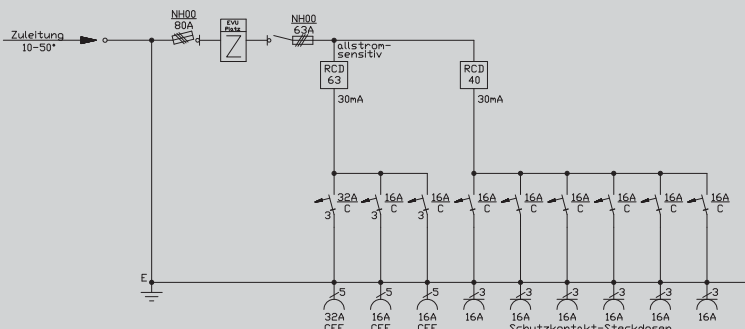 Zuleitung
10-50°
NH00
80A
EVU
Platz
Z
NH00
63A
allstrom-
sensitiv
RCD
63
30mA
RCD
40
30mA
32A
C
3
16A
C
3
16A
C
3
16A
C
16A
C
16A
C
16A
C
16A
C
16A
C
E
5
5
5
3
3
3
3
3
3
32A
16A
16A
16A
16A
16A
16A
16A
16A
CEE
CEE
CEE
Schutzkontakt-Steckdosen